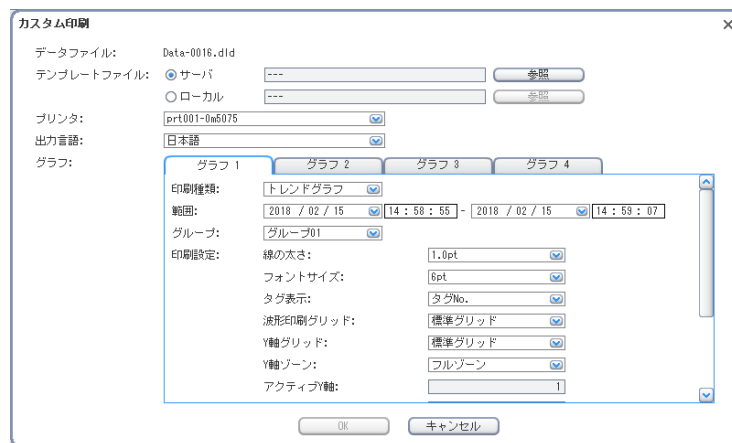 カスタム印刷 ×
データファイル: Data-0016.dld
テンプレートファイル: サーバ --- 参照
ローカル --- 参照
プリンタ: prt001-0m5075
出力言語: 日本語
グラフ: グラフ 1 グラフ 2 グラフ 3 グラフ 4
印刷種類: トレンドグラフ
範囲: 2018 / 02 / 15 14 : 58 : 55 - 2018 / 02 / 15 14 : 59 : 07
グループ: グループ01
印刷設定: 線の太さ: 1.0pt
フォントサイズ: 6pt
タグ表示: タグNo.
波形印刷グリッド: 標準グリッド
Y軸グリッド: 標準グリッド
Y軸ゾーン: フルゾーン
アクティブY軸: 1
OK キャンセル